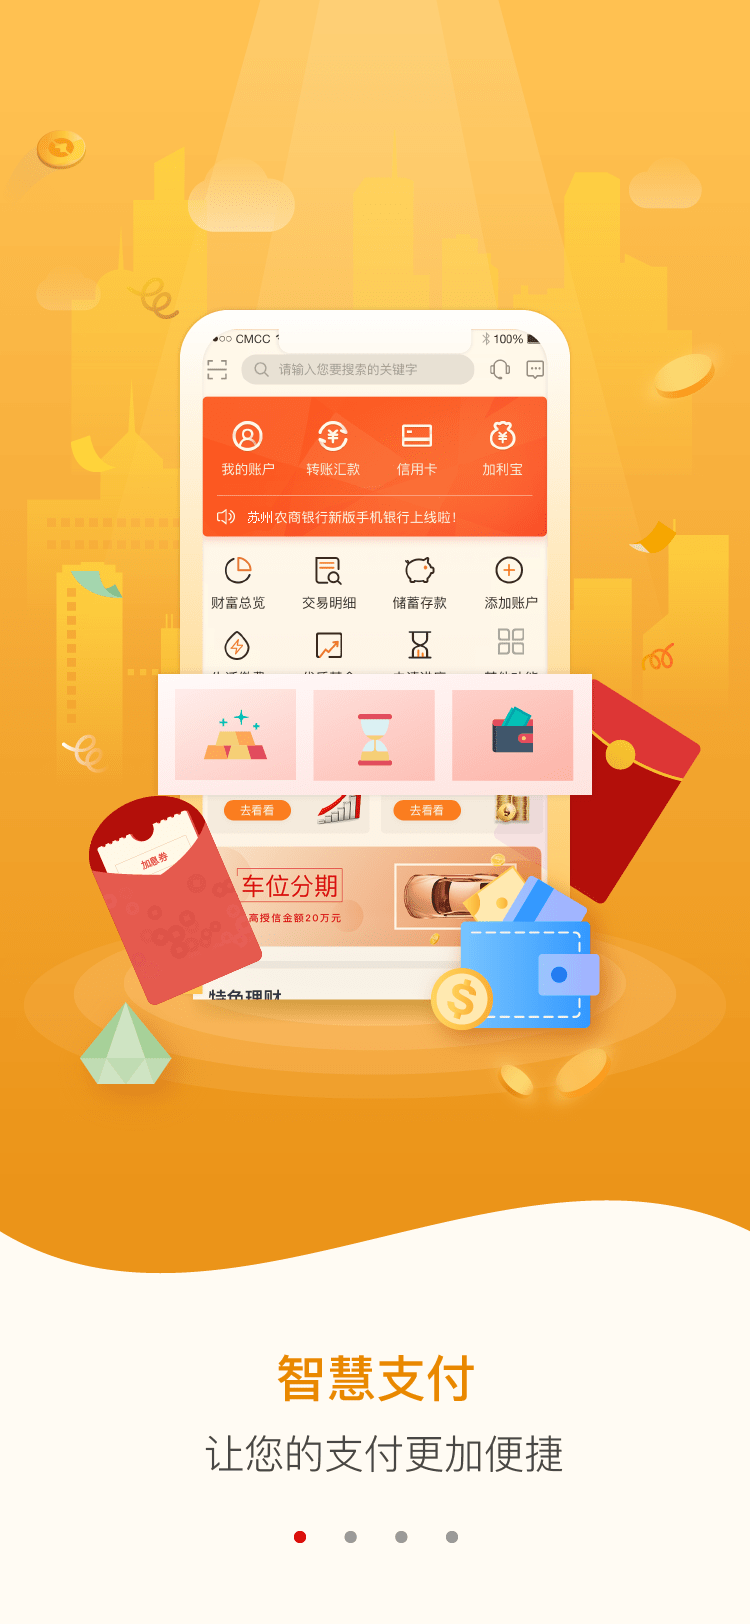 CMCC
100%
请输入您要搜索的关键字
我的账户 转账汇款 信用卡 加利宝
苏州农商银行新版手机银行上线啦!
财富总览 交易明细 储蓄存款 添加账户
去看看 去看看
加息券
车位分期
高授信金额20万元
特色理财
智慧支付
让您的支付更加便捷